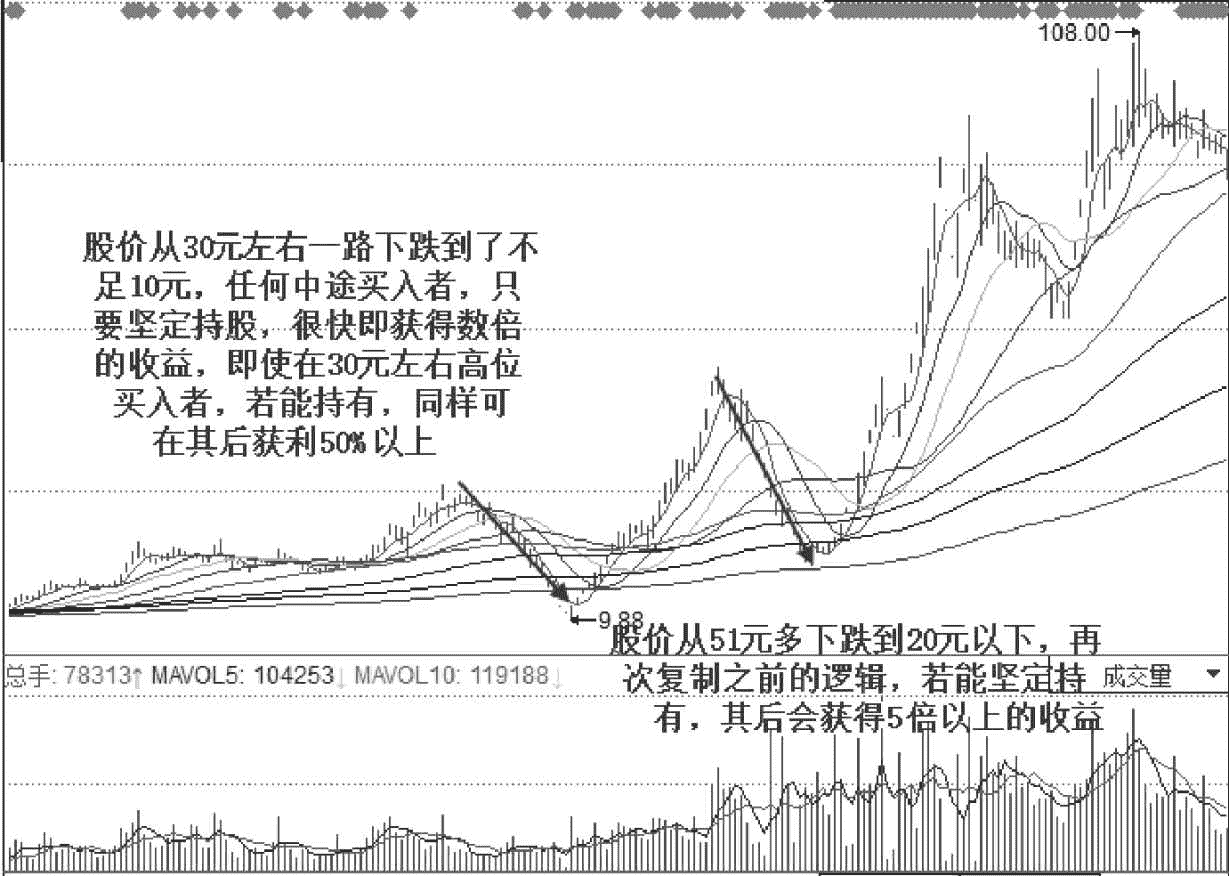 108.00
股价从30元左右一路下跌到了不
足10元，任何中途买入者，只
要坚定持股，很快即获得数倍
的收益，即使在30元左右高位
买入者，若能持有，同样可
在其后获利50%以上
9.88
股价从51元多下跌到20元以下，再
次复制之前的逻辑，若能坚定持
有，其后会获得5倍以上的收益
总手: 78313↑ MAVOL5: 104253↓ MAVOL10: 119188↓
成交量